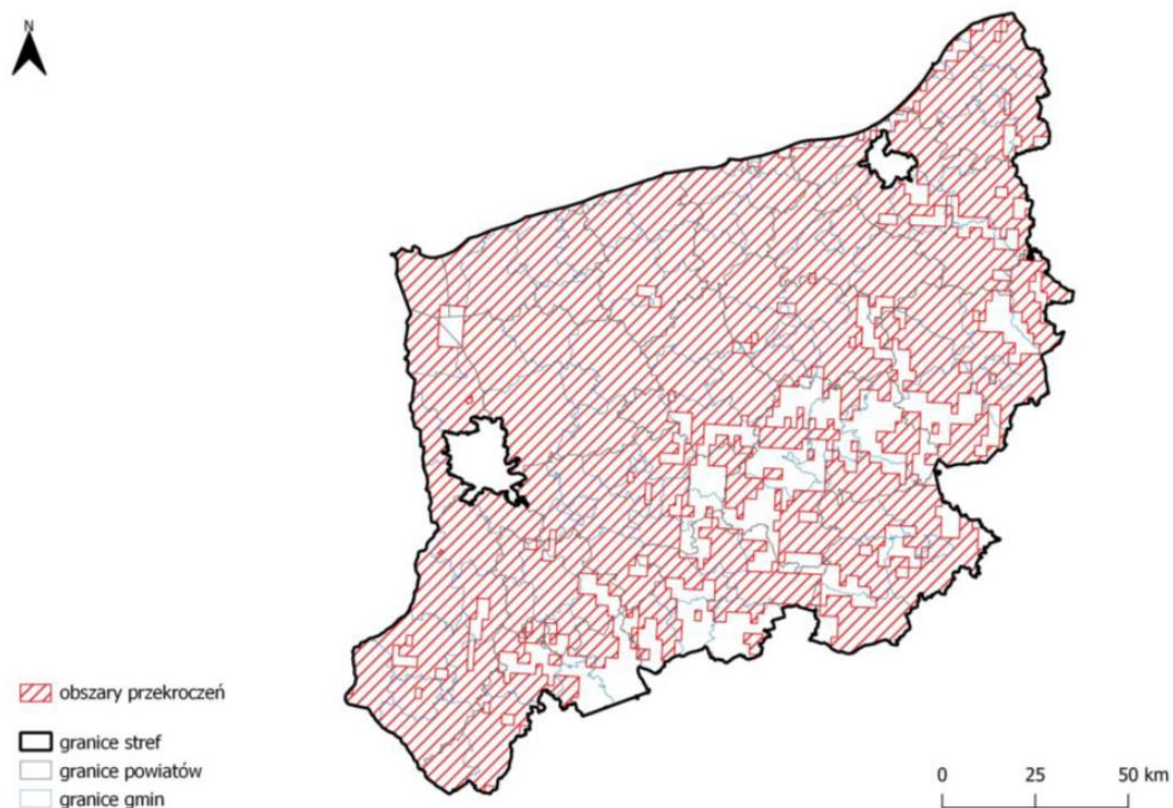 N
obszary przekroczeń
granice stref
granice powiatów
granice gmin
0 25 50 km